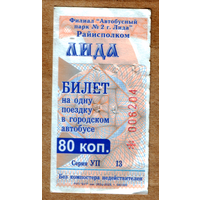 Филиал "Автобусный
парк № 2 г. Лида"
Райисполком
ЛИДА
БИЛЕТ
на одну
поездку
в городском
автобусе
80 коп.
Серия УП 13
Без компостера недействителен
* 006204